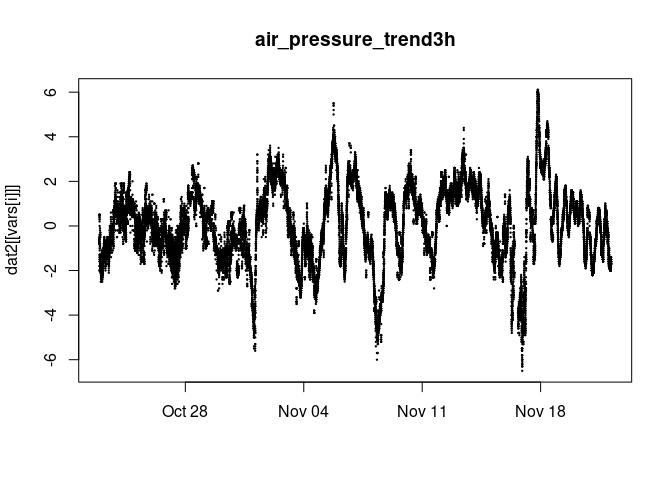 air_pressure_trend3h
dat2[[vars[i]]]
6
4
2
0
-2
-4
-6
Oct 28
Nov 04
Nov 11
Nov 18